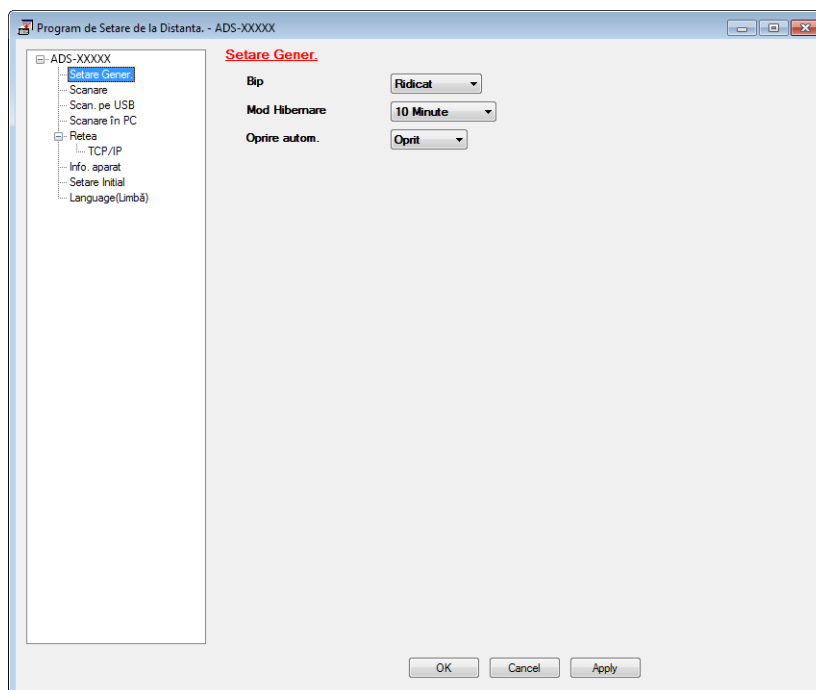 Program de Setare de la Distanta. - ADS-XXXXX
ADS-XXXXX
Setare Gener.
Scanare
Scan. pe USB
Scanare în PC
Retea
TCP/IP
Info. aparat
Setare Initial
Language(Limbă)
Setare Gener.
Bip Ridicat
Mod Hibernare 10 Minute
Oprire autom. Oprit
OK Cancel Apply